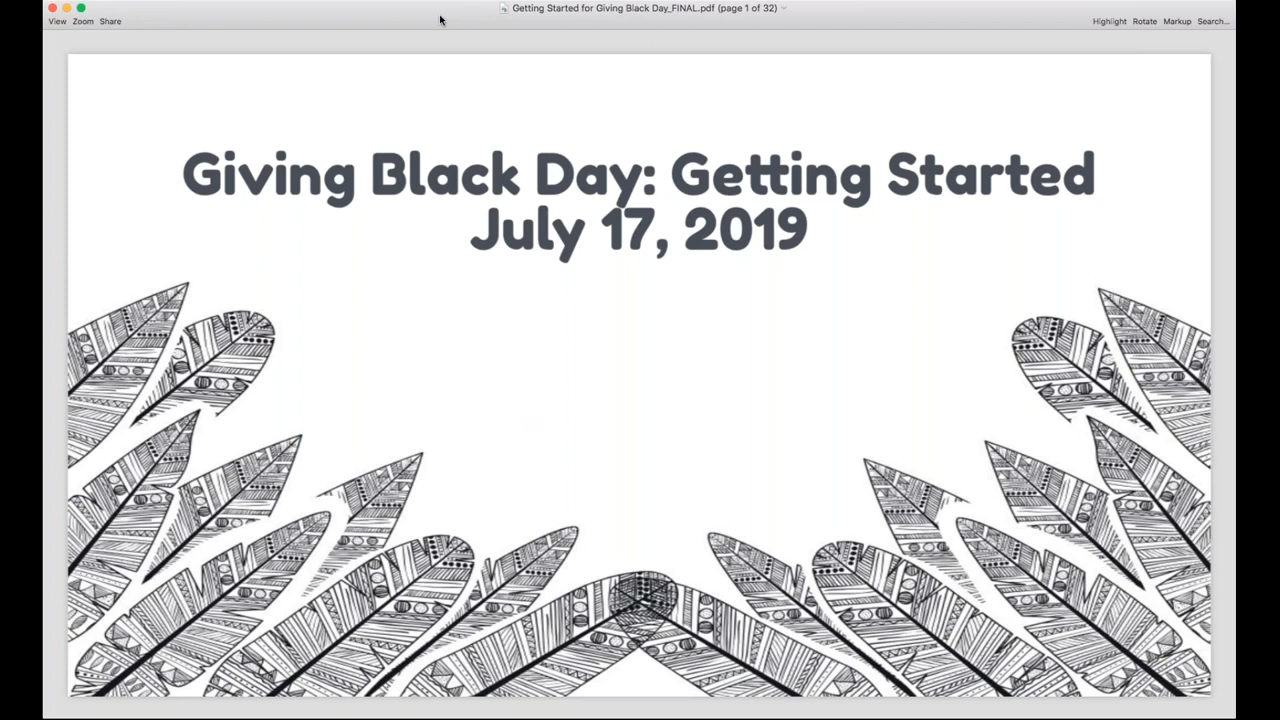 Getting Started for Giving Black Day_FINAL.pdf (page 1 of 32)
View Zoom Share
Highlight Rotate Markup Search...
Giving Black Day: Getting Started
July 17, 2019